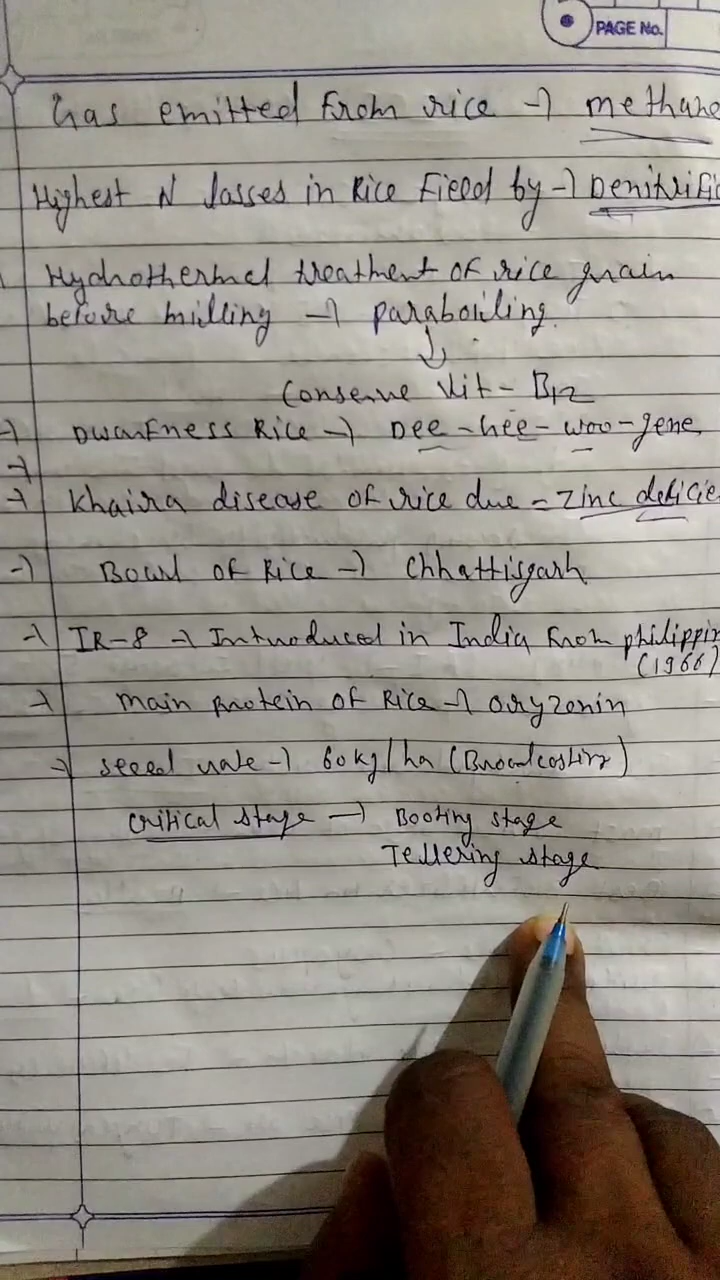 PAGE No.
Gas emitted from rice → methane
Highest N losses in Rice Field by → Denitrific
Hydrothermal treatment of rice grain
before milling → paraboiling.
↓
Conserve Vit - B12
→ Dwarfness Rice → Dee - hee - woo - gene
→
→ Khaira disease of rice due = Zinc deficie
→ Bowl of Rice → Chhattisgarh
→ IR-8 → Introduced in India from philippin
(1966)
→ main protein of Rice → oryzenin
→ seed rate → 60 kg/ha (Broadcasting)
critical stage → Booting stage
Tellering stage